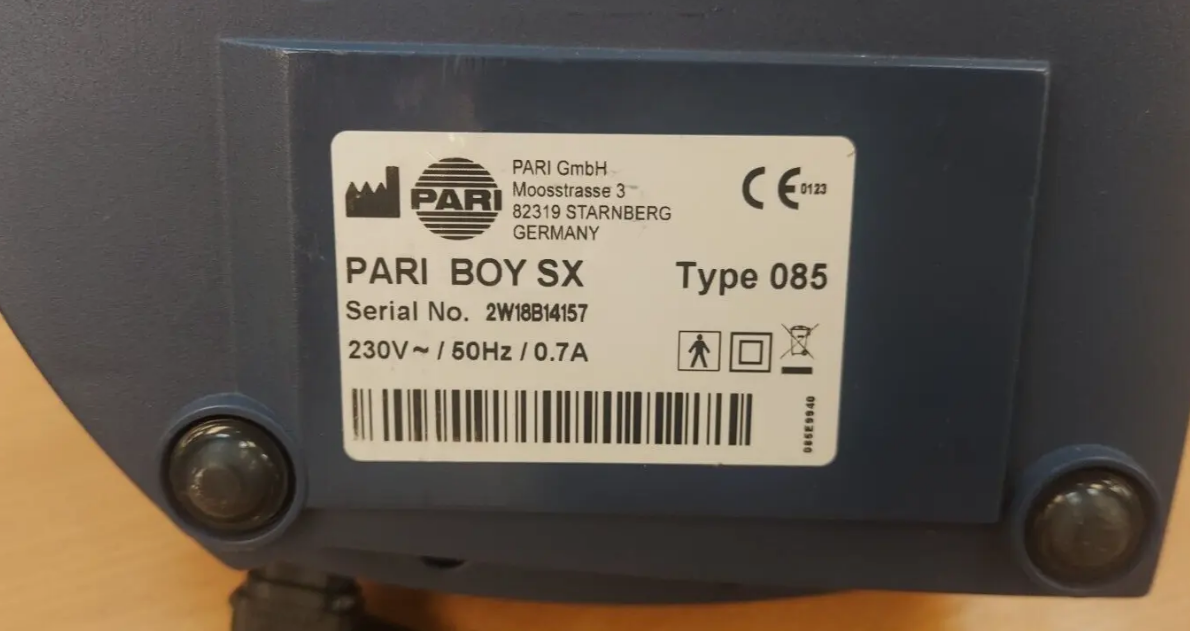 PARI
PARI GmbH
Moosstrasse 3
82319 STARNBERG
GERMANY
CE 0123
PARI BOY SX
Type 085
Serial No. 2W18B14157
230V~ / 50Hz / 0.7A
085E9940